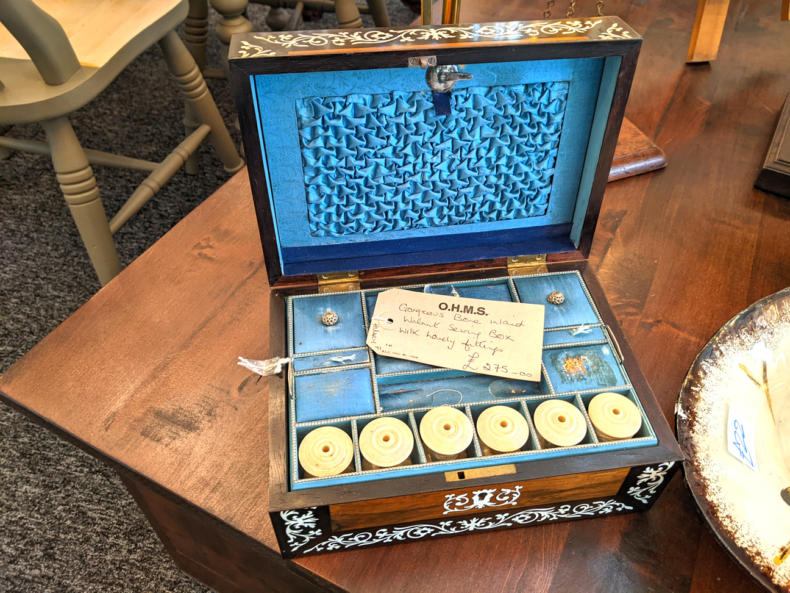 O.H.M.S.
Gorgeous Bone inlaid
Walnut Sewing Box
with lovely fittings
£275-00